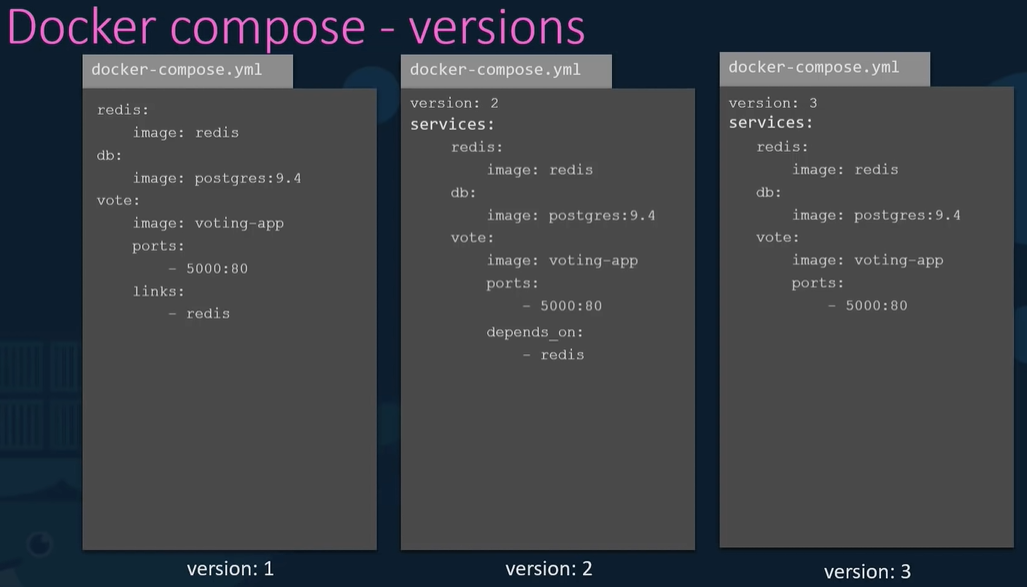 Docker compose - versions
docker-compose.yml
redis:
    image: redis
db:
    image: postgres:9.4
vote:
    image: voting-app
    ports:
        - 5000:80
    links:
        - redis
version: 1
docker-compose.yml
version: 2
services:
    redis:
        image: redis
    db:
        image: postgres:9.4
    vote:
        image: voting-app
        ports:
            - 5000:80
        depends_on:
            - redis
version: 2
docker-compose.yml
version: 3
services:
    redis:
        image: redis
    db:
        image: postgres:9.4
    vote:
        image: voting-app
        ports:
            - 5000:80
version: 3